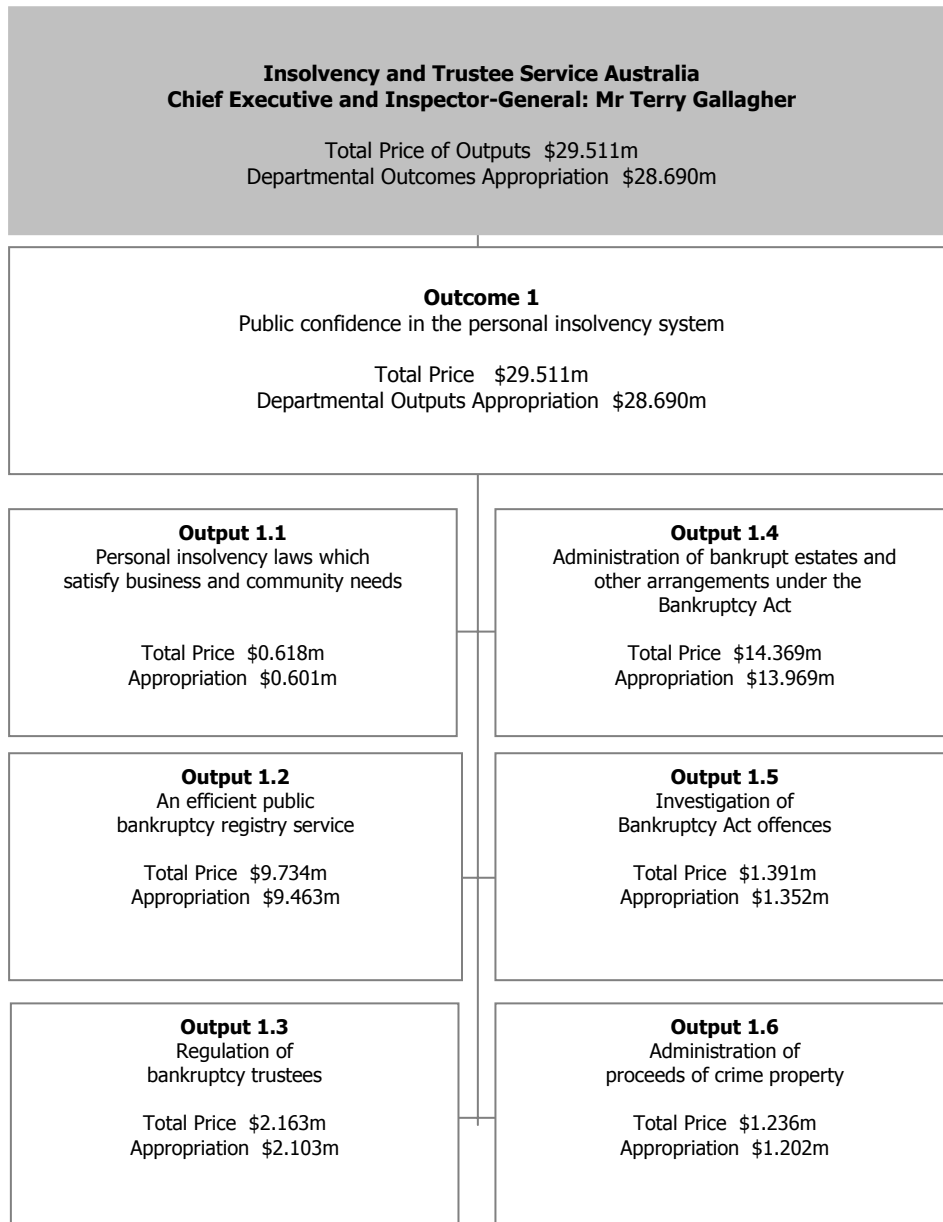 Insolvency and Trustee Service Australia
Chief Executive and Inspector-General: Mr Terry Gallagher
Total Price of Outputs $29.511m
Departmental Outcomes Appropriation $28.690m
Outcome 1
Public confidence in the personal insolvency system
Total Price $29.511m
Departmental Outputs Appropriation $28.690m
Output 1.1
Personal insolvency laws which
satisfy business and community needs
Total Price $0.618m
Appropriation $0.601m
Output 1.4
Administration of bankrupt estates and
other arrangements under the
Bankruptcy Act
Total Price $14.369m
Appropriation $13.969m
Output 1.2
An efficient public
bankruptcy registry service
Total Price $9.734m
Appropriation $9.463m
Output 1.5
Investigation of
Bankruptcy Act offences
Total Price $1.391m
Appropriation $1.352m
Output 1.3
Regulation of
bankruptcy trustees
Total Price $2.163m
Appropriation $2.103m
Output 1.6
Administration of
proceeds of crime property
Total Price $1.236m
Appropriation $1.202m